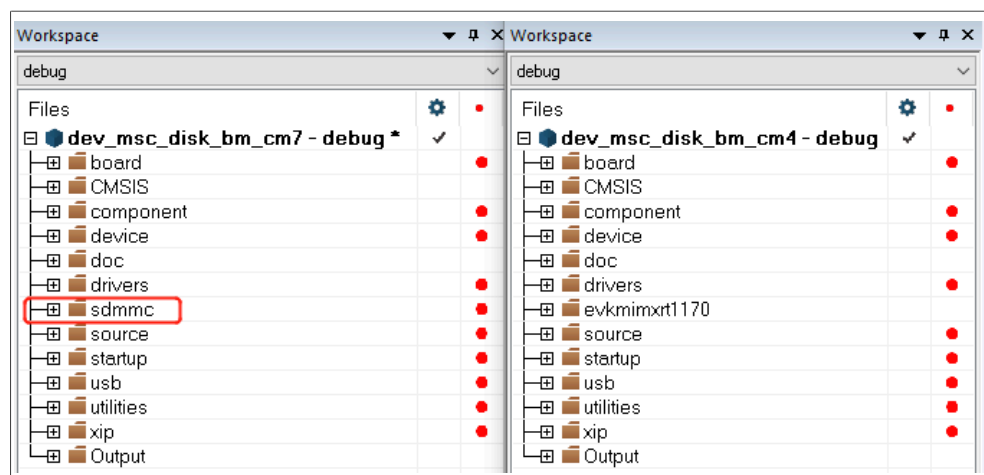 Workspace
debug
Files
dev_msc_disk_bm_cm7 - debug *
board
CMSIS
component
device
doc
drivers
sdmmc
source
startup
usb
utilities
xip
Output
Workspace
debug
Files
dev_msc_disk_bm_cm4 - debug
board
CMSIS
component
device
doc
drivers
evkmimxrt1170
source
startup
usb
utilities
xip
Output